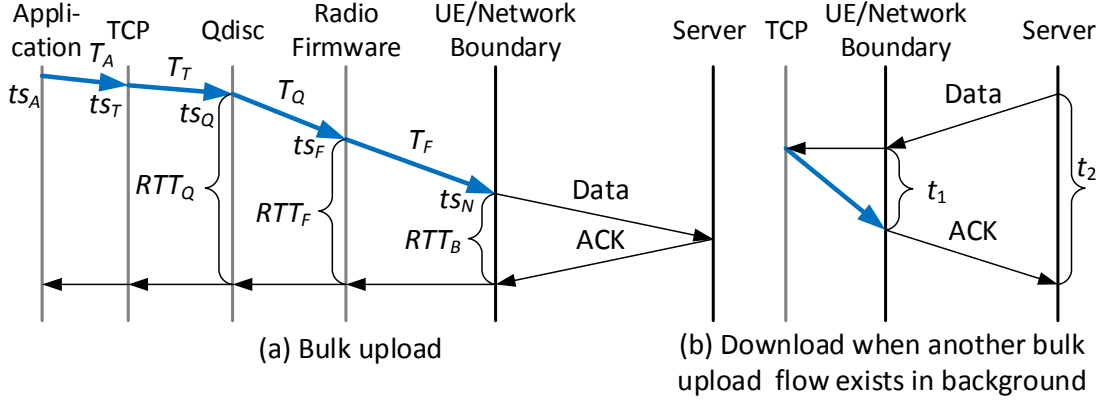 Appli-
cation
TCP
Qdisc
Radio
Firmware
UE/Network
Boundary
Server
T_A
T_T
T_Q
T_F
ts_A
ts_T
ts_Q
ts_F
ts_N
RTT_Q
RTT_F
RTT_B
Data
ACK
(a) Bulk upload
TCP
UE/Network
Boundary
Server
Data
t_1
t_2
ACK
(b) Download when another bulk
upload flow exists in background